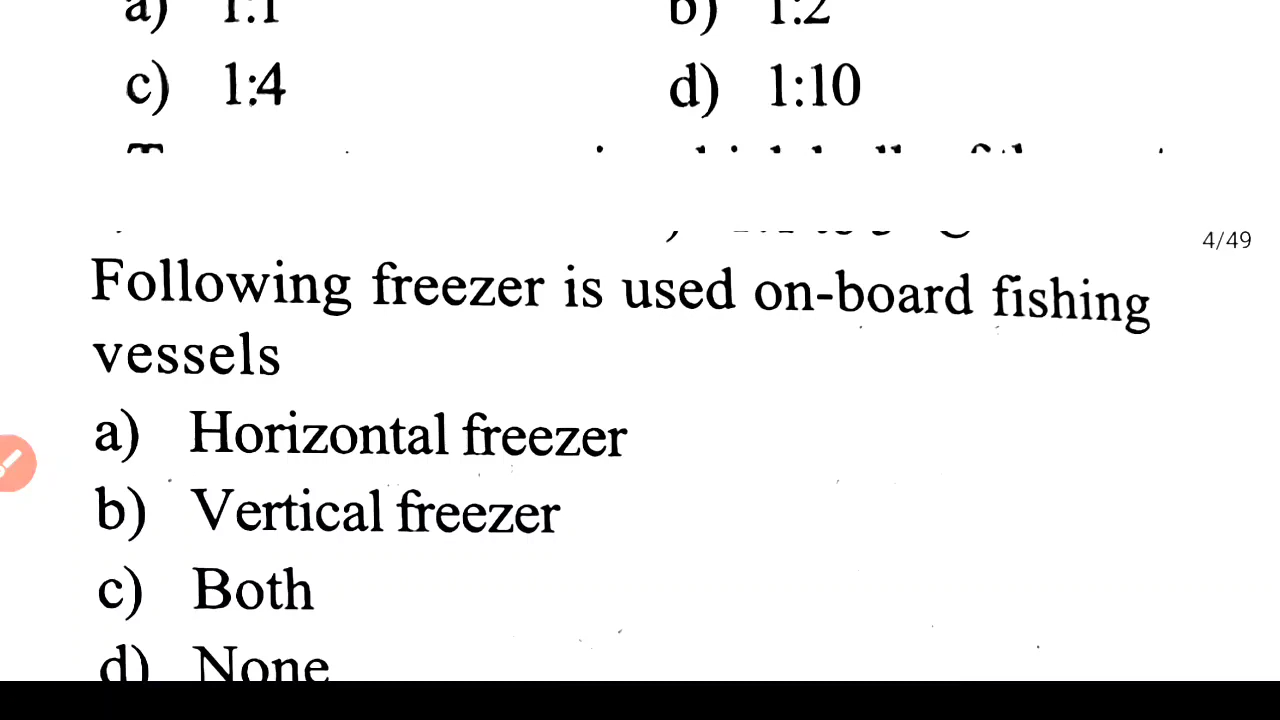 a) 1:1 b) 1:2
c) 1:4 d) 1:10
4/49
Following freezer is used on-board fishing
vessels
a) Horizontal freezer
b) Vertical freezer
c) Both
d) None